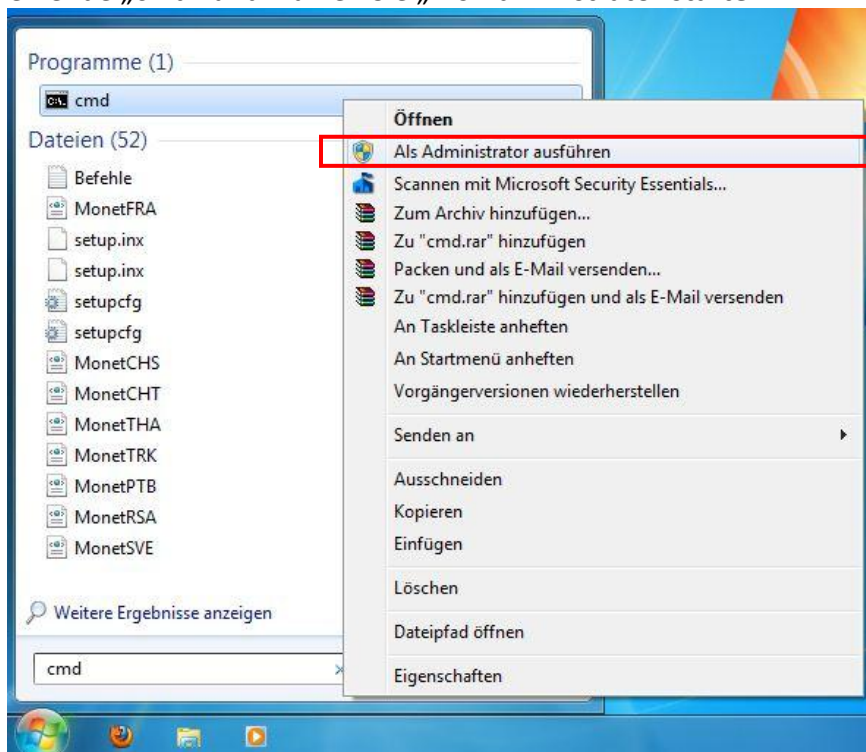 Programme (1)
cmd
Dateien (52)
Befehle
MonetFRA
setup.inx
setup.inx
setupcfg
setupcfg
MonetCHS
MonetCHT
MonetTHA
MonetTRK
MonetPTB
MonetRSA
MonetSVE
Weitere Ergebnisse anzeigen
cmd
Öffnen
Als Administrator ausführen
Scannen mit Microsoft Security Essentials...
Zum Archiv hinzufügen...
Zu "cmd.rar" hinzufügen
Packen und als E-Mail versenden...
Zu "cmd.rar" hinzufügen und als E-Mail versenden
An Taskleiste anheften
An Startmenü anheften
Vorgängerversionen wiederherstellen
Senden an
Ausschneiden
Kopieren
Einfügen
Löschen
Dateipfad öffnen
Eigenschaften